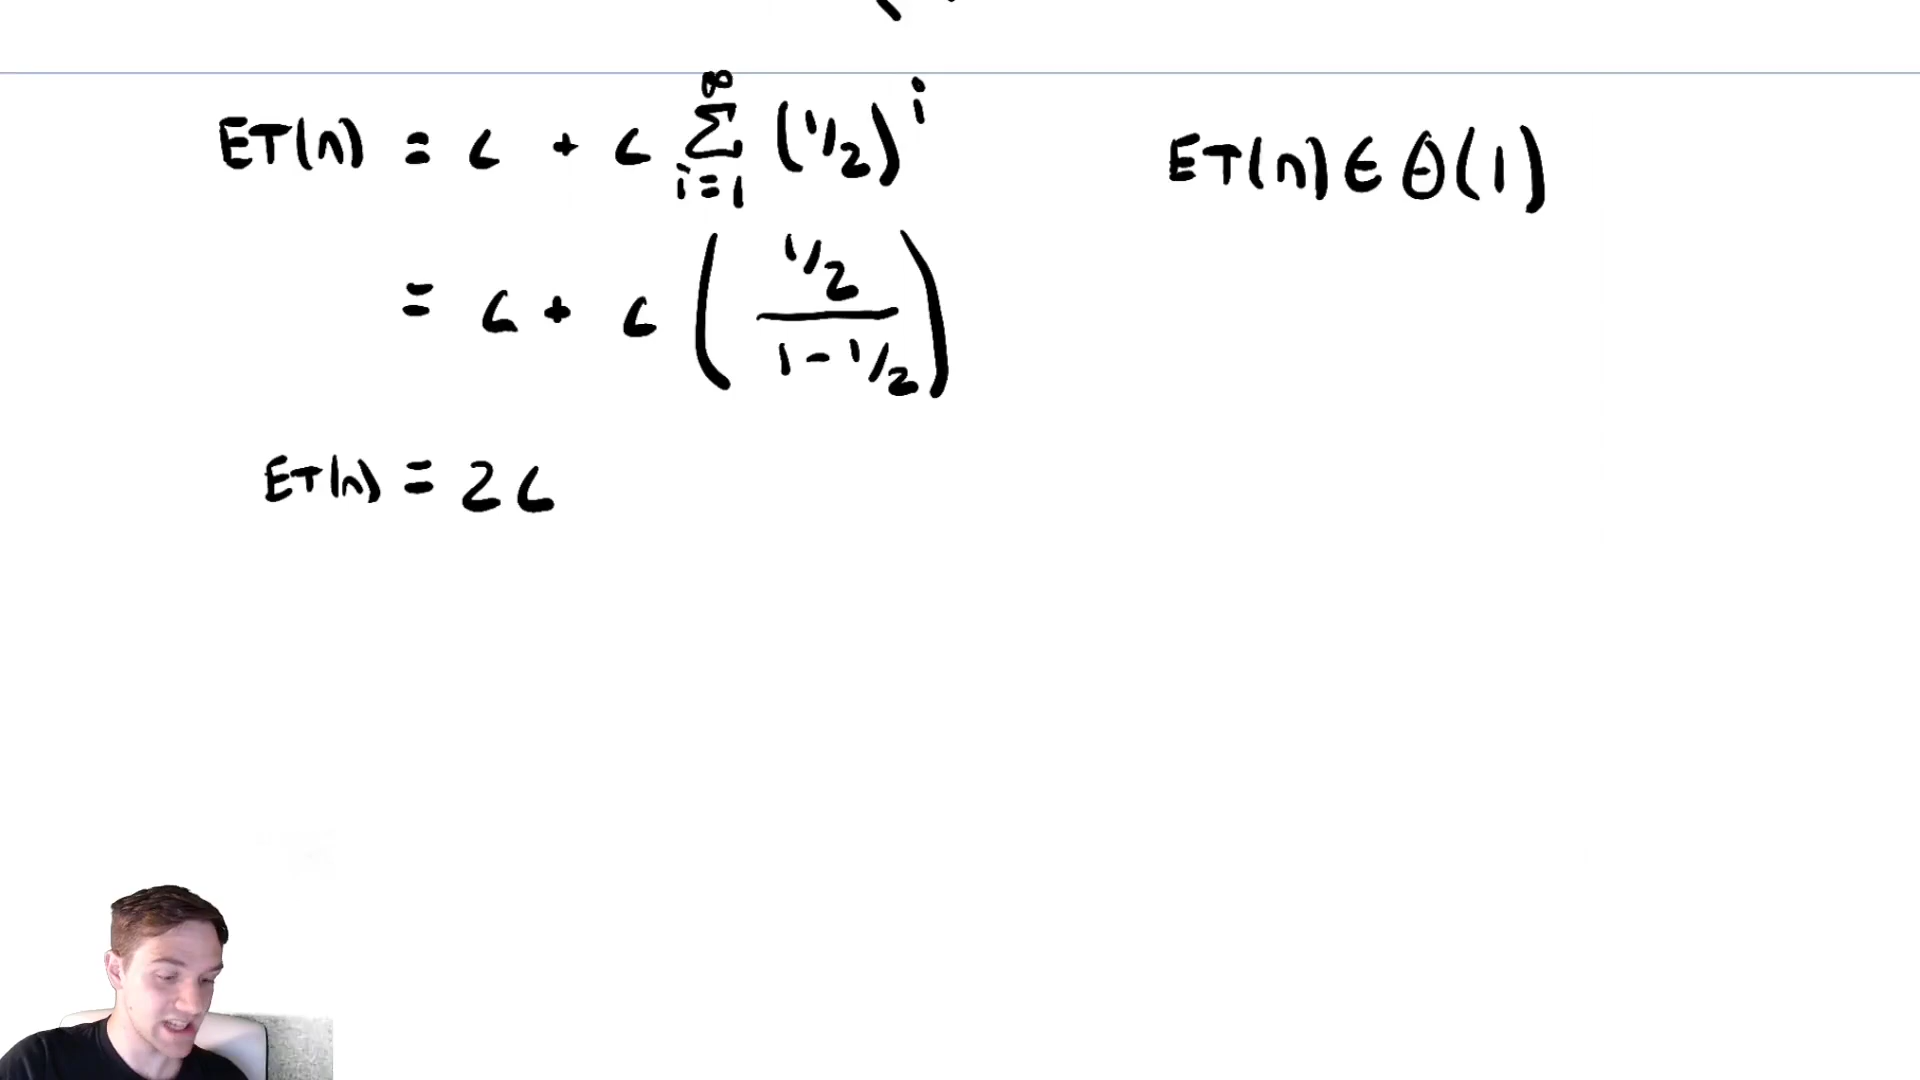 ET(n) = c + c ∞ Σ i=1 (1/2)^i
= c + c ( 1/2 / 1 - 1/2 )
ET(n) = 2c
ET(n) ∈ Θ(1)